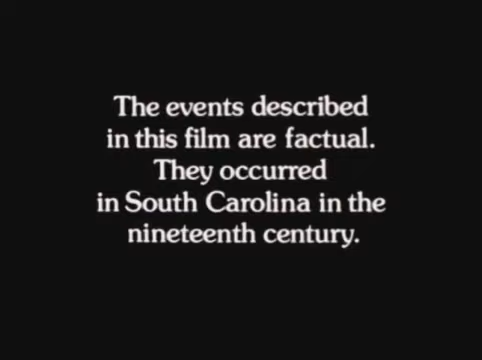 The events described
in this film are factual.
They occurred
in South Carolina in the
nineteenth century.